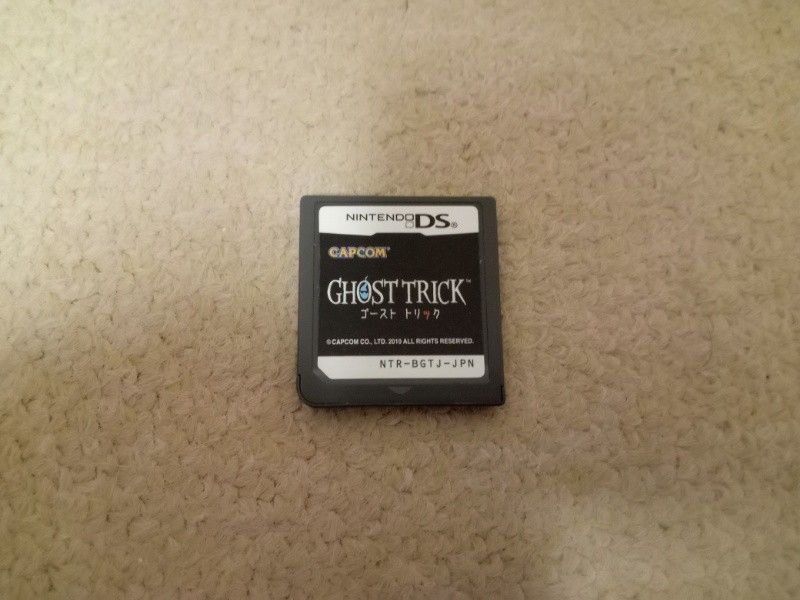 NINTENDO DS®
CAPCOM®
GHOST TRICK™
ゴースト トリック
©CAPCOM CO., LTD. 2010 ALL RIGHTS RESERVED.
NTR-BGTJ-JPN